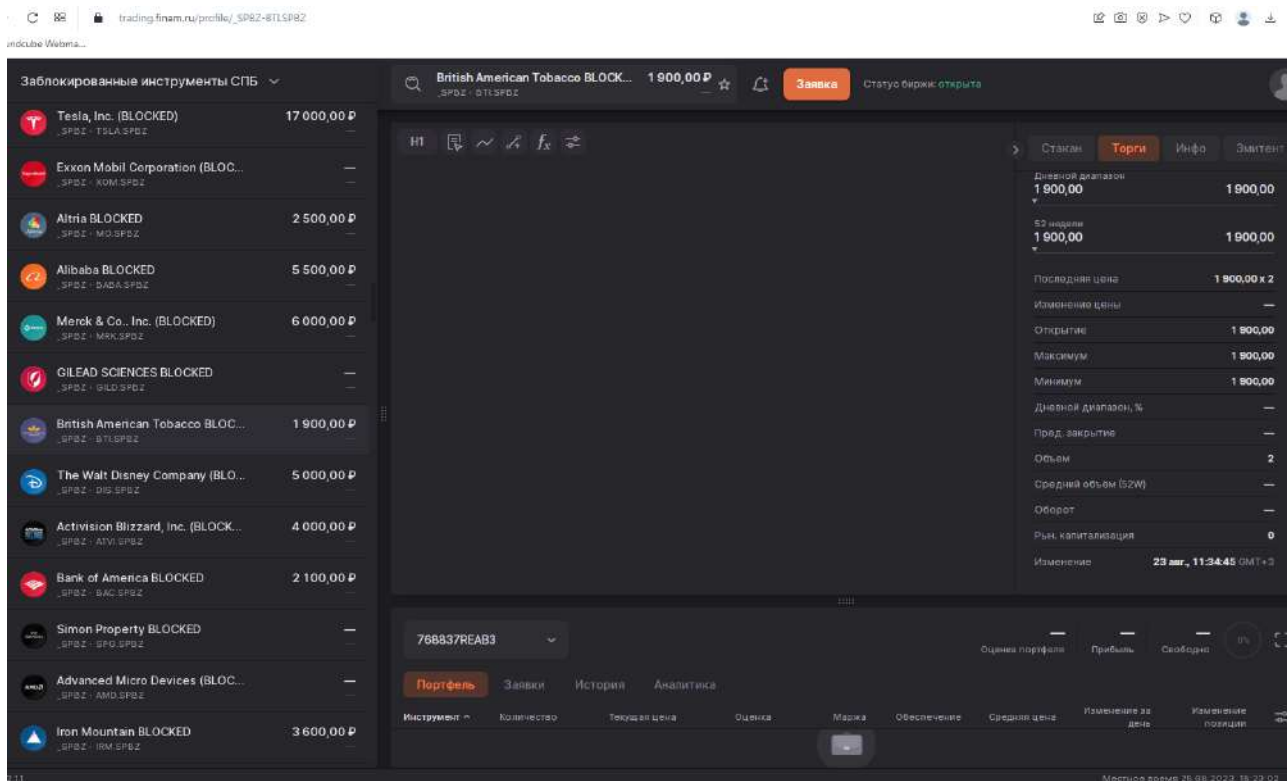 trading.finam.ru/profile/_SPBZ-BTI.SPBZ
undcube Webma...
Заблокированные инструменты СПБ
British American Tobacco BLOCK... 1 900,00 ₽
_SPBZ · BTI.SPBZ —
Заявка
Статус биржи: открыта
Tesla, Inc. (BLOCKED) 17 000,00 ₽
_SPBZ · TSLA.SPBZ —
Exxon Mobil Corporation (BLOC... —
_SPBZ · XOM.SPBZ —
Altria BLOCKED 2 500,00 ₽
_SPBZ · MO.SPBZ —
Alibaba BLOCKED 5 500,00 ₽
_SPBZ · BABA.SPBZ —
Merck & Co., Inc. (BLOCKED) 6 000,00 ₽
_SPBZ · MRK.SPBZ —
GILEAD SCIENCES BLOCKED —
_SPBZ · GILD.SPBZ —
British American Tobacco BLOC... 1 900,00 ₽
_SPBZ · BTI.SPBZ —
The Walt Disney Company (BLO... 5 000,00 ₽
_SPBZ · DIS.SPBZ —
Activision Blizzard, Inc. (BLOCK... 4 000,00 ₽
_SPBZ · ATVI.SPBZ —
Bank of America BLOCKED 2 100,00 ₽
_SPBZ · BAC.SPBZ —
Simon Property BLOCKED —
_SPBZ · SPG.SPBZ —
Advanced Micro Devices (BLOC... —
_SPBZ · AMD.SPBZ —
Iron Mountain BLOCKED 3 600,00 ₽
_SPBZ · IRM.SPBZ —
H1
Стакан Торги Инфо Эмитент
Дневной диапазон
1 900,00 1 900,00
52 недели
1 900,00 1 900,00
Последняя цена 1 900,00 x 2
Изменение цены —
Открытие 1 900,00
Максимум 1 900,00
Минимум 1 900,00
Дневной диапазон, % —
Пред. закрытие —
Объем 2
Средний объём (52W) —
Оборот —
Рын. капитализация 0
Изменение 23 авг., 11:34:45 GMT+3
768837REAB3
— — —
Оценка портфеля Прибыль Свободно 0%
Портфель Заявки История Аналитика
Инструмент Количество Текущая цена Оценка Маржа Обеспечение Средняя цена Изменение за день Изменение позиции
Местное время